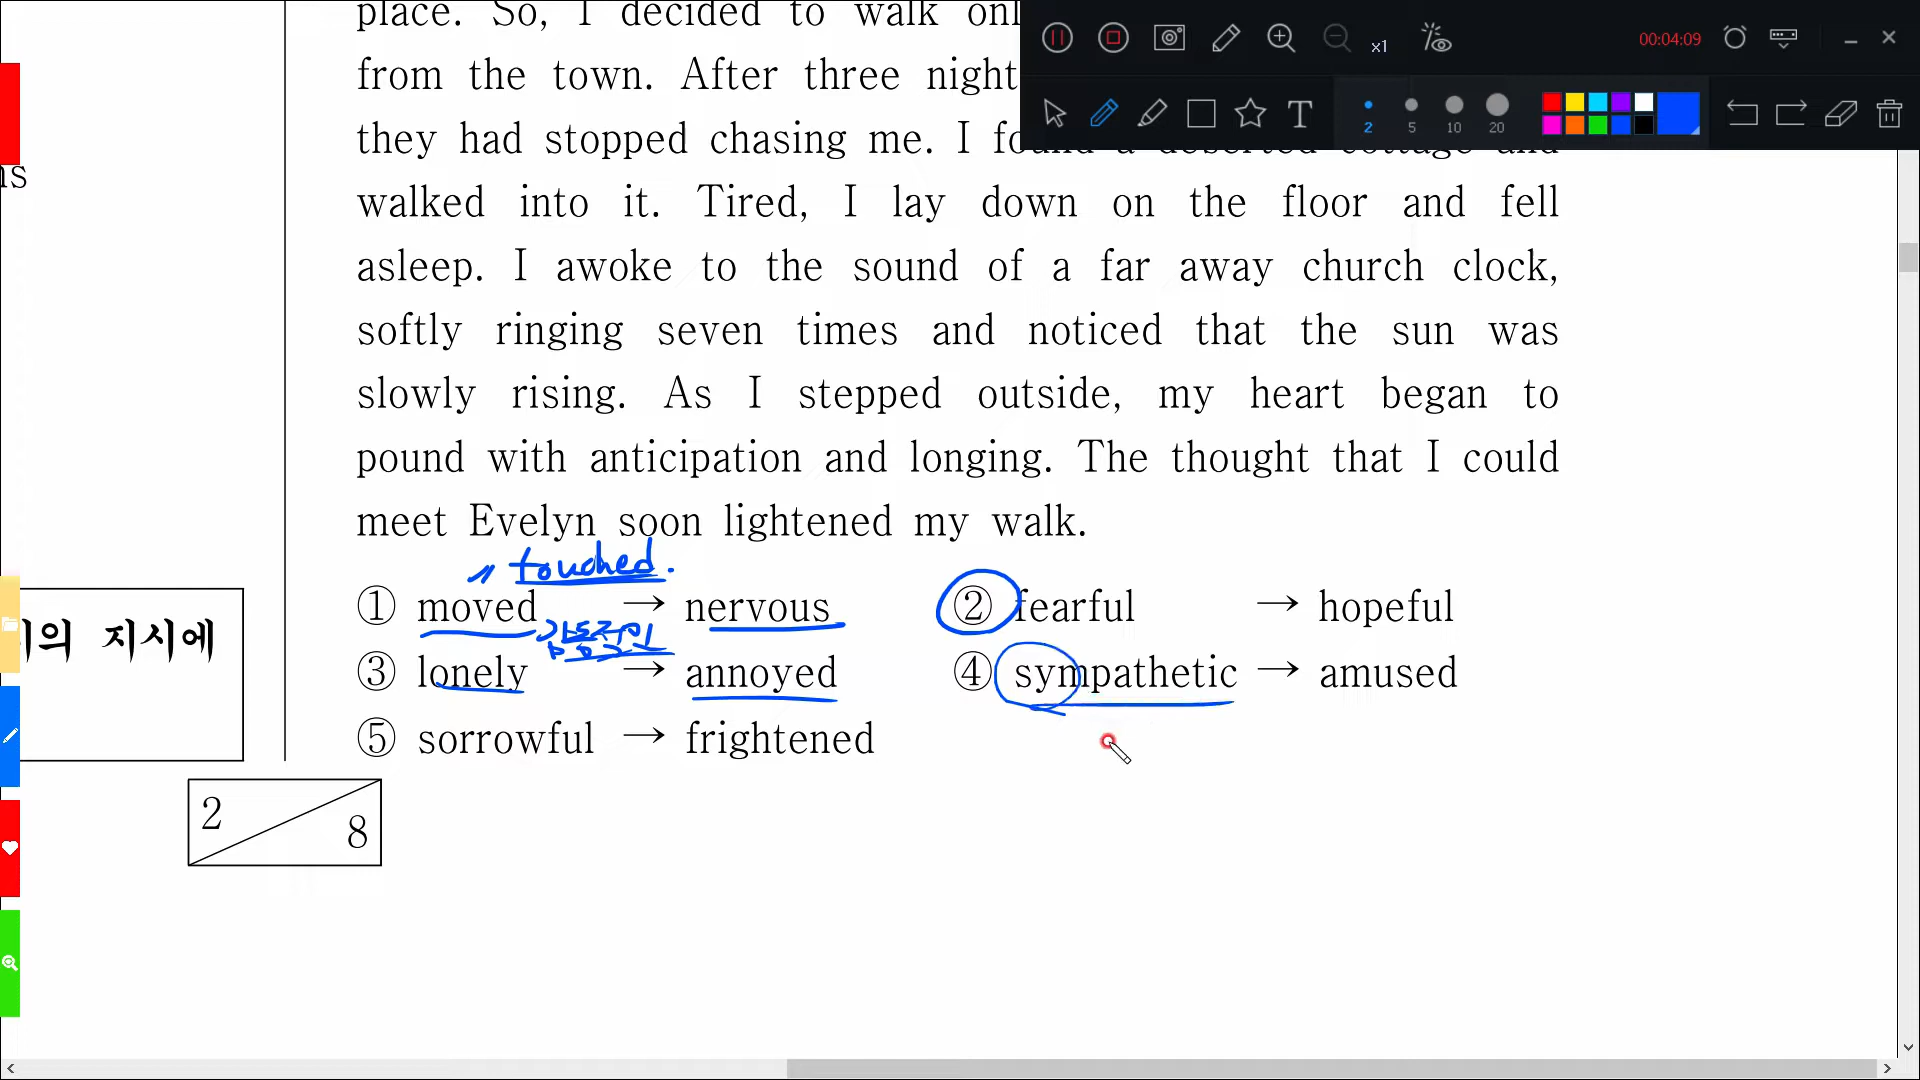 place. So, I decided to walk onl
00:04:09
from the town. After three night
they had stopped chasing me. I found a deserted cottage and
walked into it. Tired, I lay down on the floor and fell
asleep. I awoke to the sound of a far away church clock,
softly ringing seven times and noticed that the sun was
slowly rising. As I stepped outside, my heart began to
pound with anticipation and longing. The thought that I could
meet Evelyn soon lightened my walk.
touched.
① moved → nervous ② fearful → hopeful
③ lonely → annoyed ④ sympathetic → amused
⑤ sorrowful → frightened
x1
2 5 10 20
ns
의 지시에
2 8